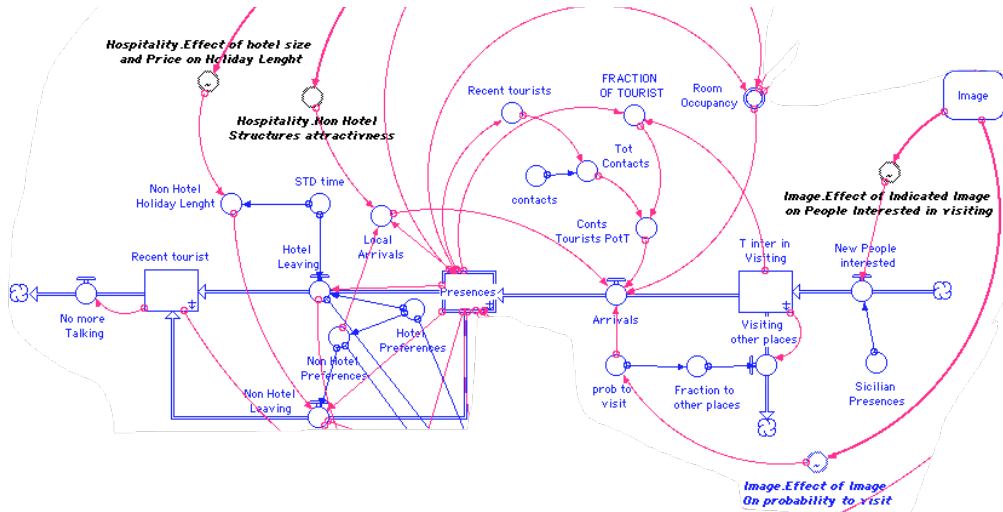 Hospitality.Effect of hotel size
and Price on Holiday Lenght
Hospitality.Non Hotel
Structures attractivness
Recent tourists
FRACTION
OF TOURIST
Room
Occupancy
Image
Tot
Contacts
contacts
Image.Effect of Indicated Image
on People Interested in visiting
Non Hotel
Holiday Lenght
STD time
Local
Arrivals
Conts
Tourists PotT
Hotel
Leaving
Recent tourist
T inter in
Visiting
New People
interested
Presences
No more
Talking
Arrivals
Hotel
Preferences
Visiting
other places
Non Hotel
Preferences
Non Hotel
Leaving
prob to
visit
Fraction to
other places
Sicilian
Presences
Image.Effect of Image
On probability to visit